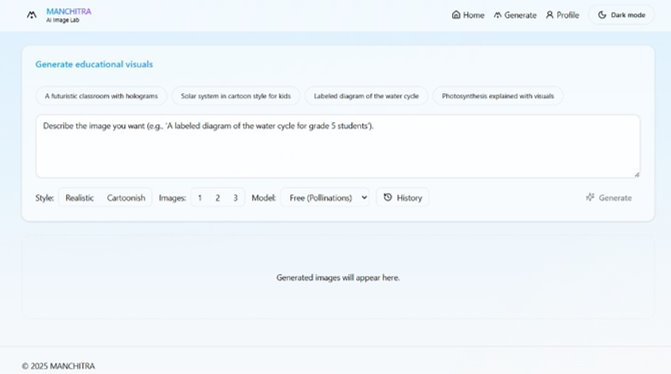 MANCHITRA
AI Image Lab
Home Generate Profile Dark mode
Generate educational visuals
A futuristic classroom with holograms Solar system in cartoon style for kids Labeled diagram of the water cycle Photosynthesis explained with visuals
Describe the image you want (e.g., 'A labeled diagram of the water cycle for grade 5 students').
Style: Realistic Cartoonish Images: 1 2 3 Model: Free (Pollinations) History Generate
Generated images will appear here.
© 2025 MANCHITRA